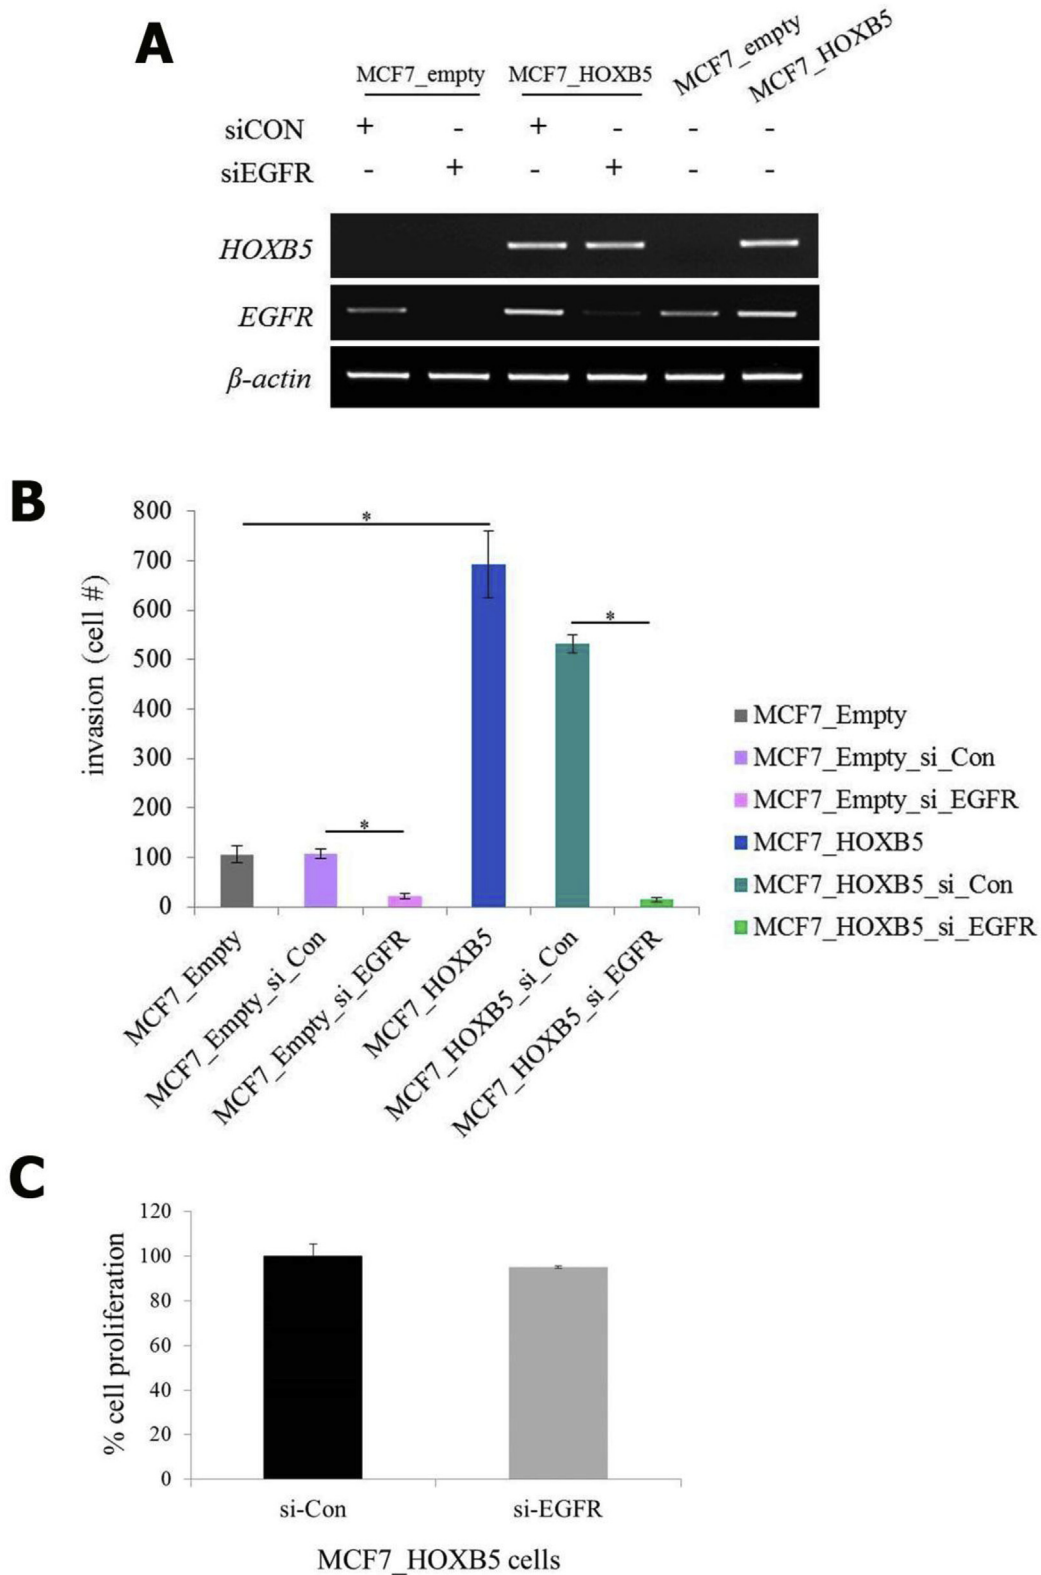 A
MCF7_empty MCF7_HOXB5 MCF7_empty MCF7_HOXB5
siCON + - + - - -
siEGFR - + - + - -
HOXB5
EGFR
β-actin
B
invasion (cell #)
800
700
600
500
400
300
200
100
0
*
*
*
MCF7_Empty
MCF7_Empty_si_Con
MCF7_Empty_si_EGFR
MCF7_HOXB5
MCF7_HOXB5_si_Con
MCF7_HOXB5_si_EGFR
MCF7_Empty
MCF7_Empty_si_Con
MCF7_Empty_si_EGFR
MCF7_HOXB5
MCF7_HOXB5_si_Con
MCF7_HOXB5_si_EGFR
C
% cell proliferation
120
100
80
60
40
20
0
si-Con si-EGFR
MCF7_HOXB5 cells